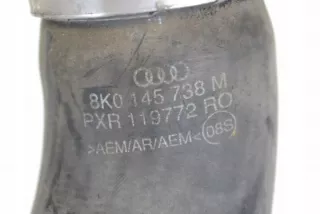 8K0 145 738 M
PXR 119772 RO
>AEM/AR/AEM< 08S